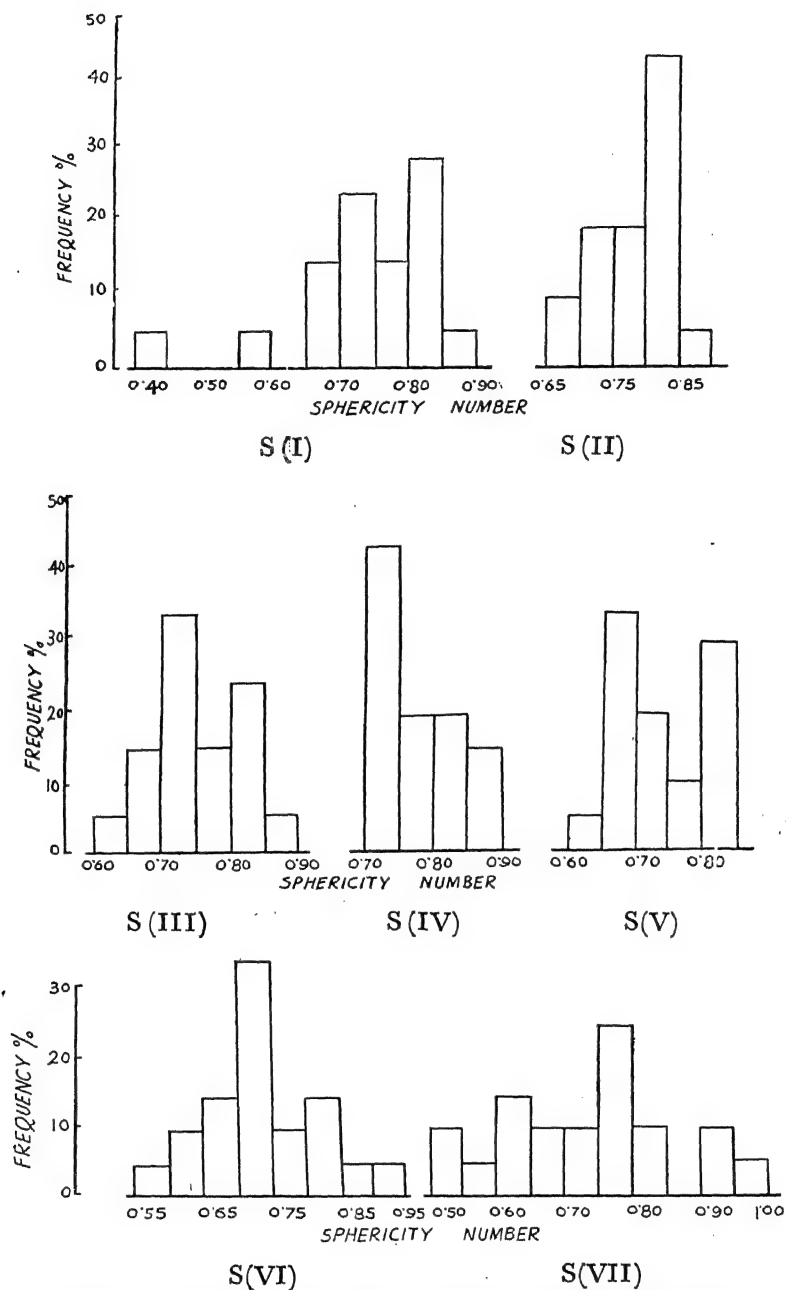 50
40
30
20
10
0
FREQUENCY %
0·40 0·50 0·60 0·70 0·80 0·90 0·65 0·75 0·85
SPHERICITY NUMBER
S (I) S (II)
50
40
30
20
10
0
FREQUENCY %
0·60 0·70 0·80 0·90 0·70 0·80 0·90 0·60 0·70 0·80
SPHERICITY NUMBER
S (III) S (IV) S(V)
30
20
10
0
FREQUENCY %
0·55 0·65 0·75 0·85 0·95 0·50 0·60 0·70 0·80 0·90 1·00
SPHERICITY NUMBER
S(VI) S(VII)